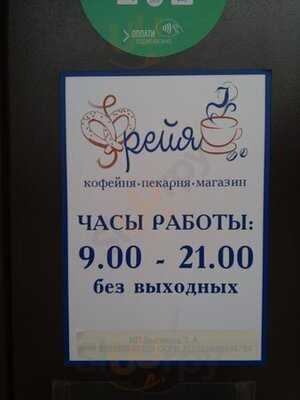 ОПЛАТИ
Фрейя
кофейня·пекарня·магазин
ЧАСЫ РАБОТЫ:
9.00 - 21.00
без выходных